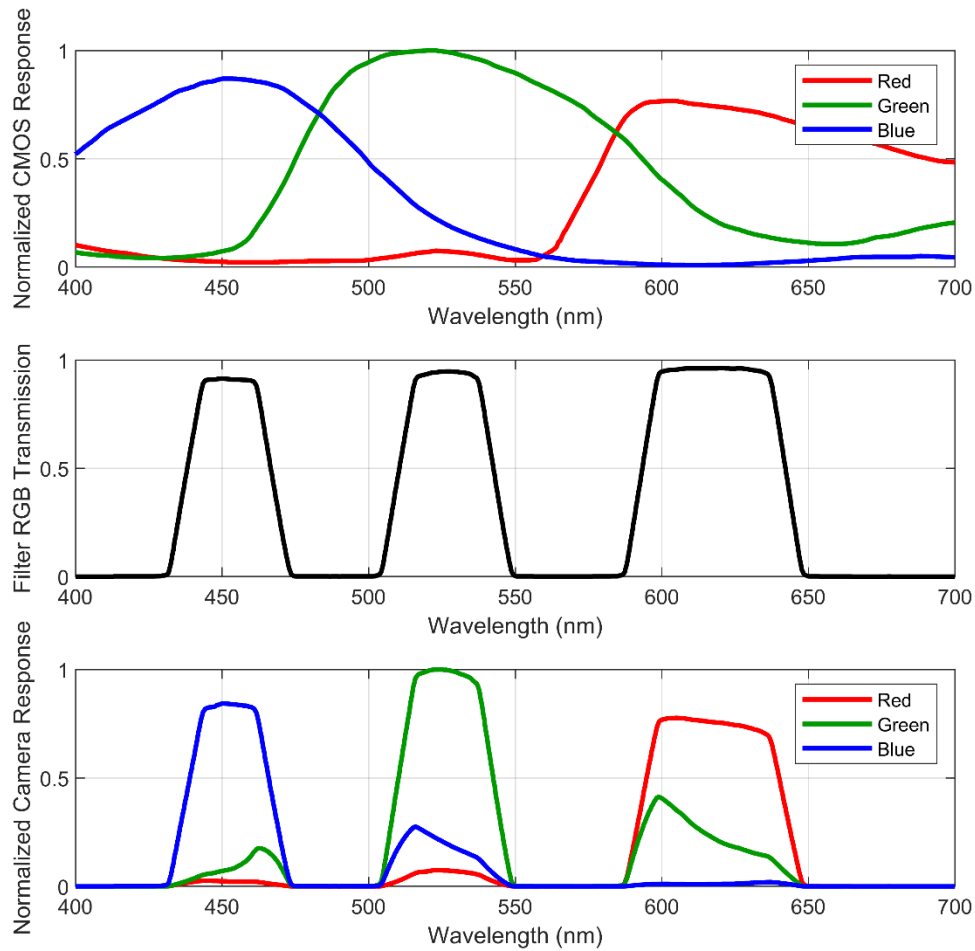 Normalized CMOS Response
1
0.5
0
Red
Green
Blue
400 450 500 550 600 650 700
Wavelength (nm)
Filter RGB Transmission
1
0.5
0
400 450 500 550 600 650 700
Wavelength (nm)
Normalized Camera Response
1
0.5
0
Red
Green
Blue
400 450 500 550 600 650 700
Wavelength (nm)